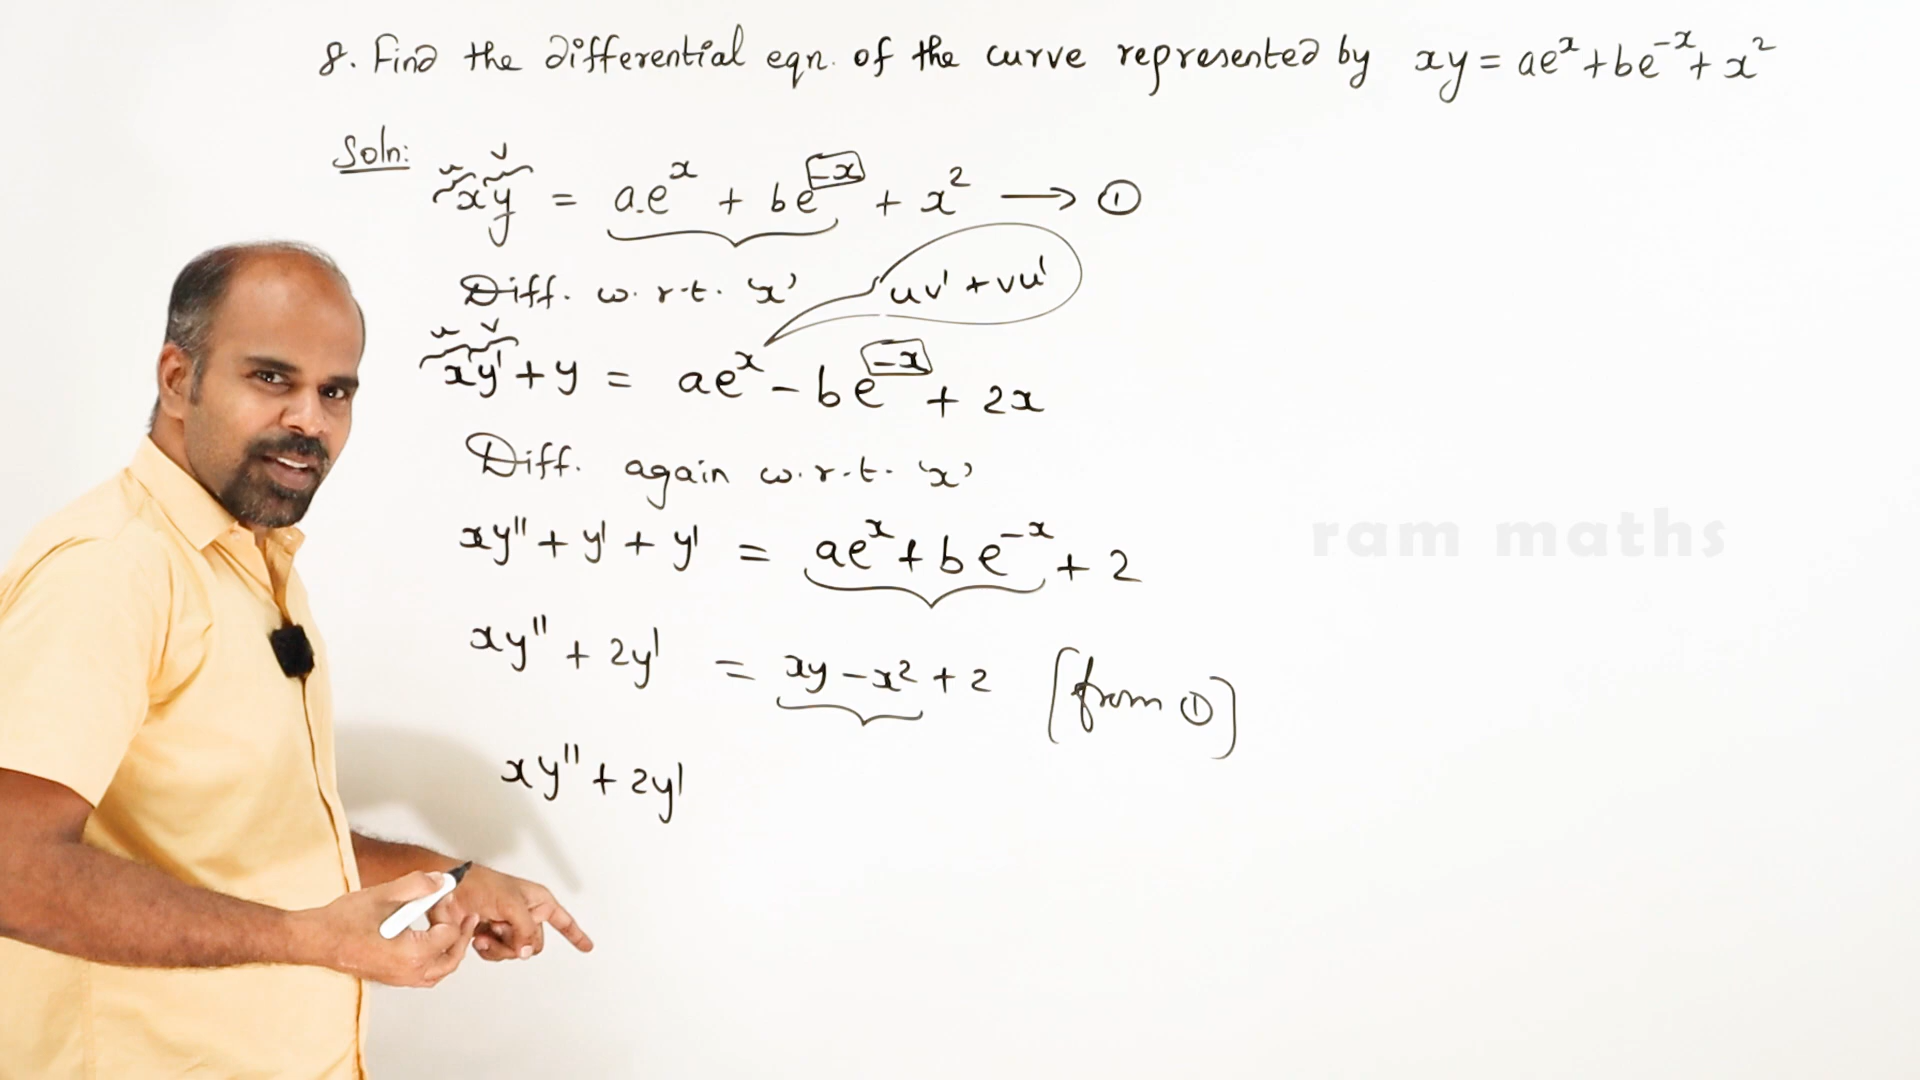 8. Find the differential eqn. of the curve represented by xy = ae^x + be^-x + x^2
Soln:
u v
xy = a.e^x + be^-x + x^2 → ①
Diff. w.r.t. 'x'
uv' + vu'
u v
xy' + y = ae^x - be^-x + 2x
Diff. again w.r.t. 'x'
xy'' + y' + y' = ae^x + be^-x + 2
ram maths
xy'' + 2y' = xy - x^2 + 2 [from ①]
xy'' + 2y'